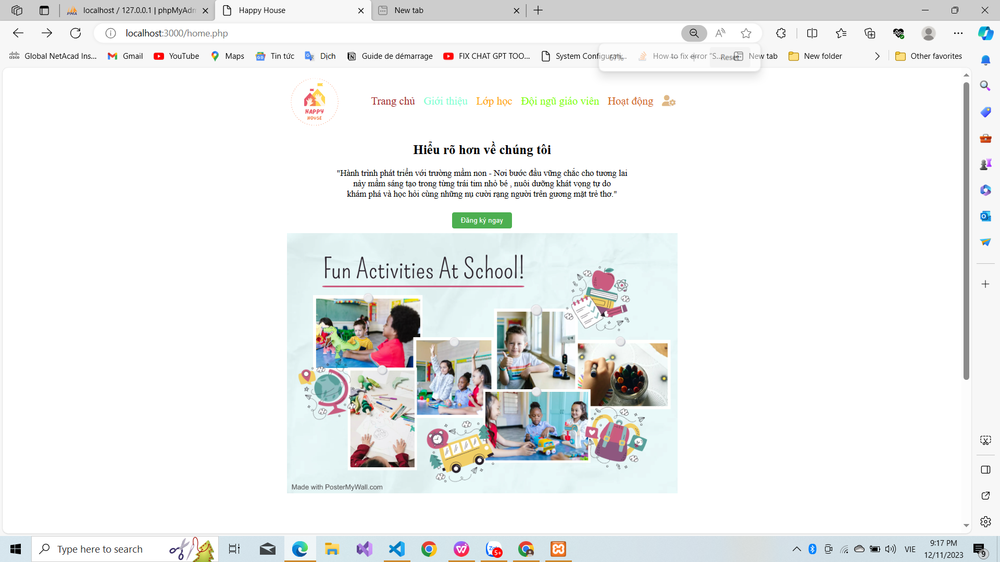 localhost / 127.0.0.1 | phpMyAdm
Happy House
New tab
localhost:3000/home.php
Global NetAcad Ins...
Gmail
YouTube
Maps
Tin tức
Dịch
Guide de démarrage
FIX CHAT GPT TOO...
System Configurati...
How to fix error "S...
New tab
New folder
Other favorites
67%
Reset
HAPPY
HOUSE
Trang chủ
Giới thiệu
Lớp học
Đội ngũ giáo viên
Hoạt động
Hiểu rõ hơn về chúng tôi
"Hành trình phát triển với trường mầm non - Nơi bước đầu vững chắc cho tương lai
nảy mầm sáng tạo trong từng trái tim nhỏ bé , nuôi dưỡng khát vọng tự do
khám phá và học hỏi cùng những nụ cười rạng người trên gương mặt trẻ thơ."
Đăng ký ngay
Fun Activities At School!
Made with PosterMyWall.com
Type here to search
5+
VIE
9:17 PM
12/11/2023
9